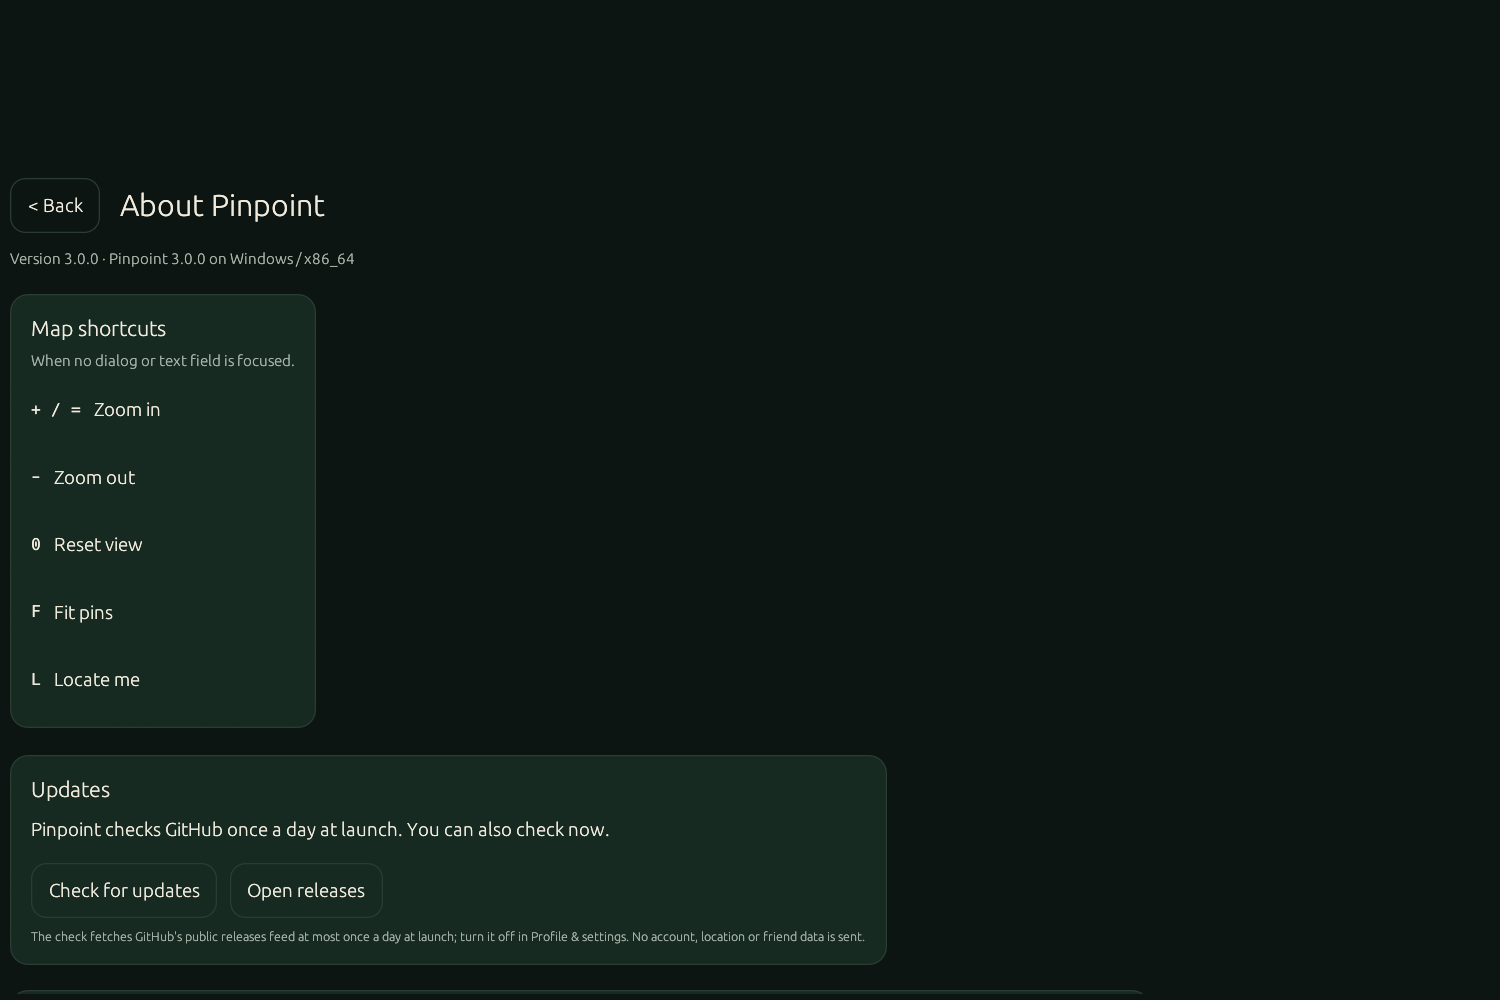 < Back
About Pinpoint
Version 3.0.0 · Pinpoint 3.0.0 on Windows/x86_64
Map shortcuts
When no dialog or text field is focused.
+ / = Zoom in
- Zoom out
0 Reset view
F Fit pins
L Locate me
Updates
Pinpoint checks GitHub once a day at launch. You can also check now.
Check for updates
Open releases
The check fetches GitHub's public releases feed at most once a day at launch; turn it off in Profile & settings. No account, location or friend data is sent.